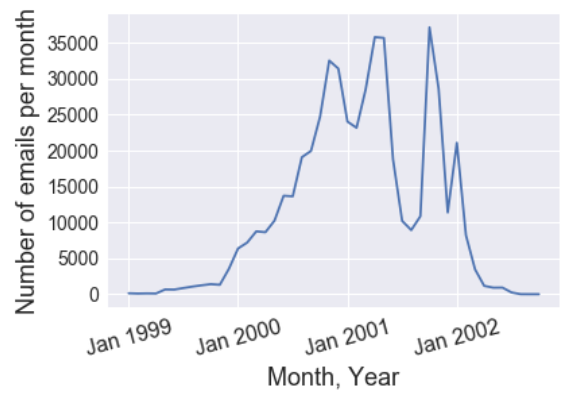 Number of emails per month
35000
30000
25000
20000
15000
10000
5000
0
Jan 1999
Jan 2000
Jan 2001
Jan 2002
Month, Year